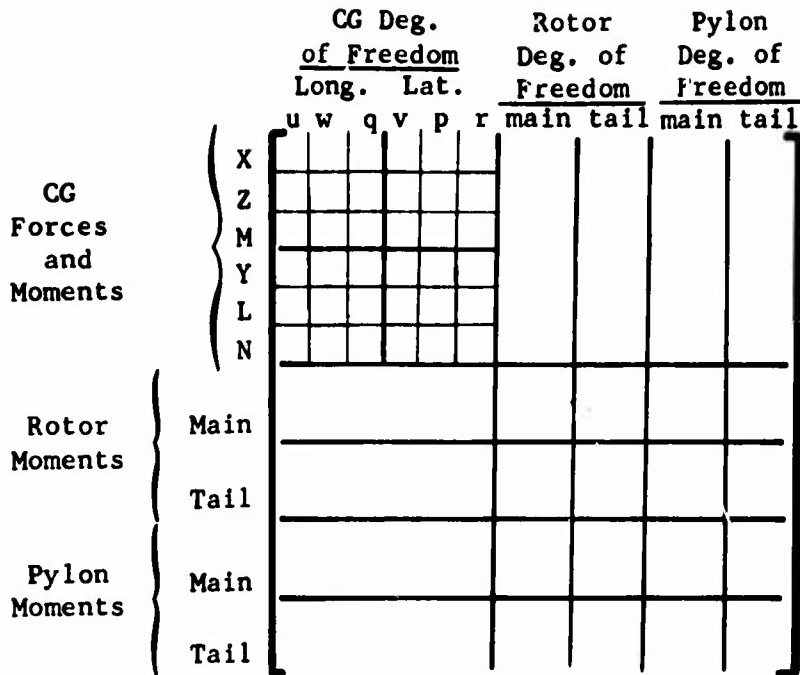 CG Deg. of Freedom
Rotor Deg. of Freedom
Pylon Deg. of Freedom
Long. Lat.
u w q v p r main tail main tail
CG Forces and Moments
X
Z
M
Y
L
N
Rotor Moments
Main
Tail
Pylon Moments
Main
Tail